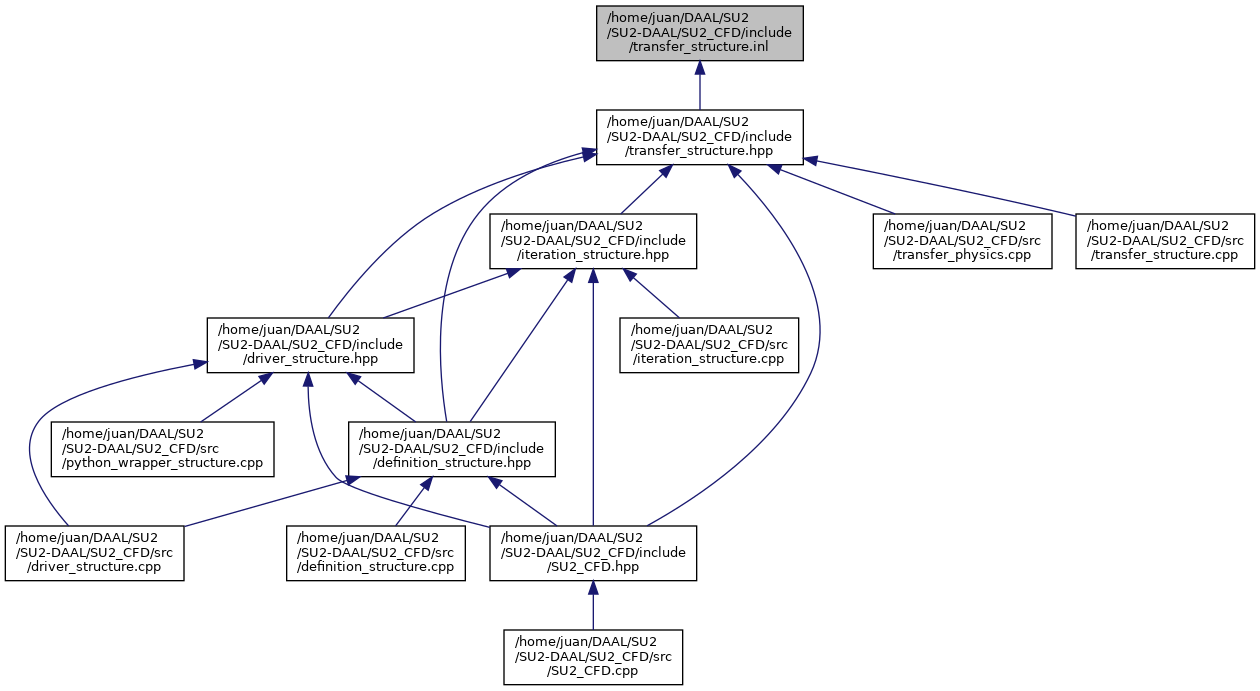 /home/juan/DAAL/SU2
/SU2-DAAL/SU2_CFD/include
/transfer_structure.inl
/home/juan/DAAL/SU2
/SU2-DAAL/SU2_CFD/include
/transfer_structure.hpp
/home/juan/DAAL/SU2
/SU2-DAAL/SU2_CFD/include
/iteration_structure.hpp
/home/juan/DAAL/SU2
/SU2-DAAL/SU2_CFD/src
/transfer_physics.cpp
/home/juan/DAAL/SU2
/SU2-DAAL/SU2_CFD/src
/transfer_structure.cpp
/home/juan/DAAL/SU2
/SU2-DAAL/SU2_CFD/include
/driver_structure.hpp
/home/juan/DAAL/SU2
/SU2-DAAL/SU2_CFD/src
/iteration_structure.cpp
/home/juan/DAAL/SU2
/SU2-DAAL/SU2_CFD/src
/python_wrapper_structure.cpp
/home/juan/DAAL/SU2
/SU2-DAAL/SU2_CFD/include
/definition_structure.hpp
/home/juan/DAAL/SU2
/SU2-DAAL/SU2_CFD/src
/driver_structure.cpp
/home/juan/DAAL/SU2
/SU2-DAAL/SU2_CFD/src
/definition_structure.cpp
/home/juan/DAAL/SU2
/SU2-DAAL/SU2_CFD/include
/SU2_CFD.hpp
/home/juan/DAAL/SU2
/SU2-DAAL/SU2_CFD/src
/SU2_CFD.cpp